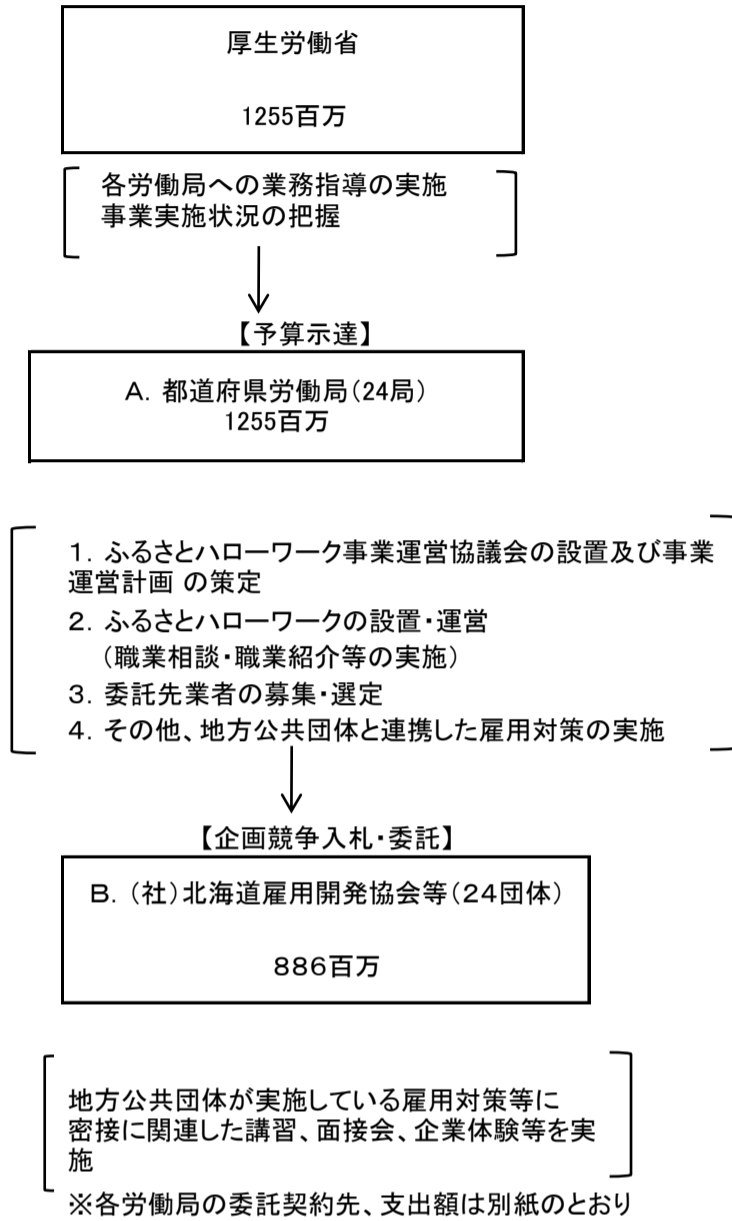 厚生労働省
1255百万
各労働局への業務指導の実施
事業実施状況の把握
【予算示達】
A．都道府県労働局（24局）
1255百万
1．ふるさとハローワーク事業運営協議会の設置及び事業
運営計画 の策定
2．ふるさとハローワークの設置・運営
（職業相談・職業紹介等の実施）
3．委託先業者の募集・選定
4．その他、地方公共団体と連携した雇用対策の実施
【企画競争入札・委託】
B．（社）北海道雇用開発協会等（24団体）
886百万
地方公共団体が実施している雇用対策等に
密接に関連した講習、面接会、企業体験等を実
施
※各労働局の委託契約先、支出額は別紙のとおり